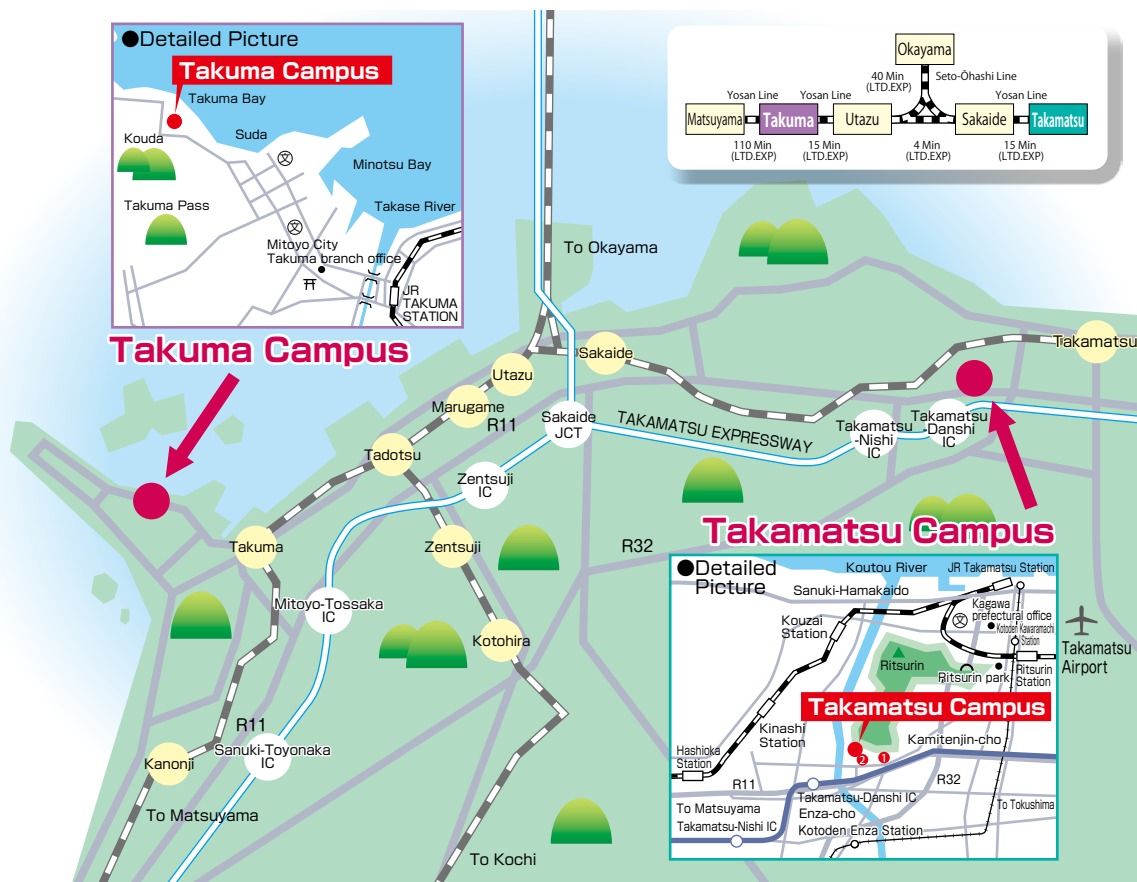 ●Detailed Picture
Takuma Campus
Takuma Bay
Suda
Kouda
Minotsu Bay
Takuma Pass
Takase River
文
文
Mitoyo City
Takuma branch office
JR
TAKUMA
STATION
Takuma Campus
Okayama
40 Min
(LTD.EXP)
Seto-Ōhashi Line
Yosan Line
Yosan Line
Yosan Line
Matsuyama
Takuma
Utazu
Sakaide
Takamatsu
110 Min
(LTD.EXP)
15 Min
(LTD.EXP)
4 Min
(LTD.EXP)
15 Min
(LTD.EXP)
To Okayama
Takamatsu
Sakaide
Utazu
Marugame
R11
Sakaide
JCT
TAKAMATSU EXPRESSWAY
Takamatsu
-Nishi
IC
Takamatsu
-Danshi
IC
Tadotsu
Zentsuji
IC
Takuma
Zentsuji
R32
Takamatsu Campus
Mitoyo-Tossaka
IC
Kotohira
R11
Sanuki-Toyonaka
IC
Kanonji
To Matsuyama
To Kochi
Takamatsu
Airport
●Detailed
Picture
Koutou River
JR Takamatsu Station
Sanuki-Hamakaido
Kouzai
Station
文
Kagawa
prefectural office
Kotoden Kawaramachi
Station
Ritsurin
Ritsurin park
Ritsurin
Station
Takamatsu Campus
Kinashi
Station
Kamitenjin-cho
Hashioka
Station
2
1
R11
R32
Takamatsu-Danshi IC
To Matsuyama
Enza-cho
To Tokushima
Takamatsu-Nishi IC
Kotoden Enza Station